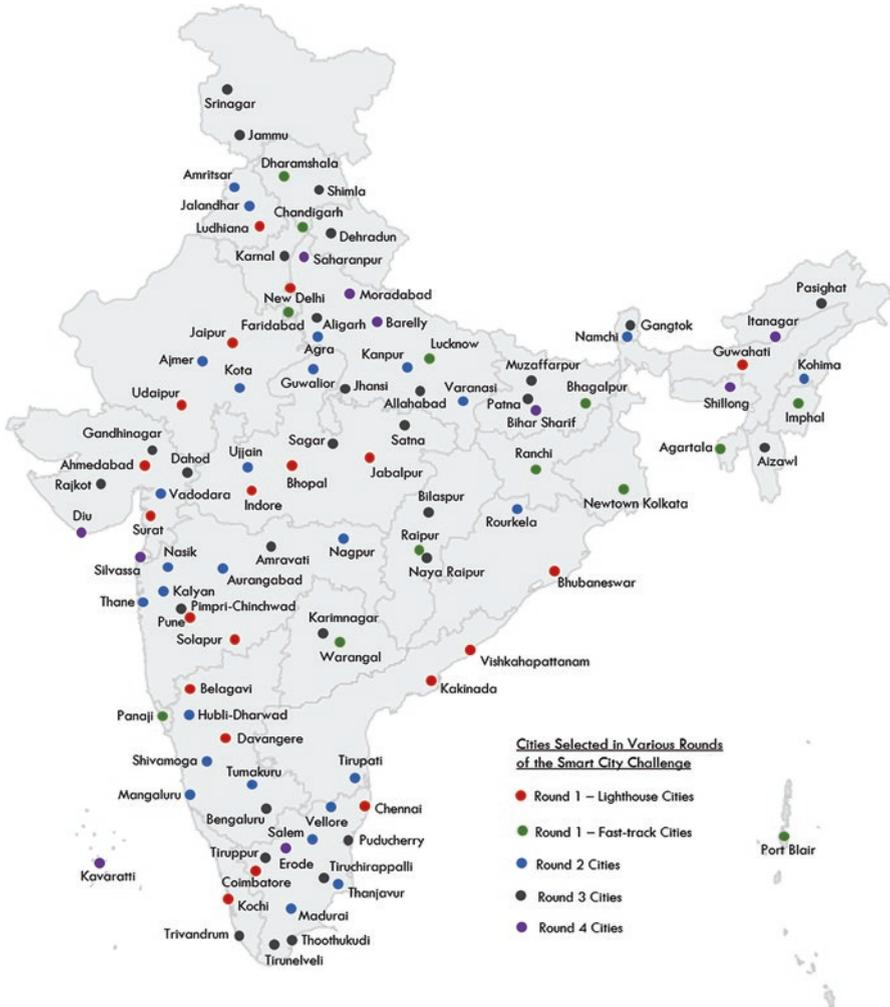 Srinagar
Jammu
Dharamshala
Amritsar
Shimla
Jalandhar
Chandigarh
Ludhiana
Dehradun
Karnal
Saharanpur
New Delhi
Moradabad
Pasighat
Faridabad
Aligarh
Barelly
Itanagar
Gangtok
Jaipur
Agra
Lucknow
Namchi
Ajmer
Kanpur
Guwahati
Kohima
Kota
Guwalior
Jhansi
Muzaffarpur
Varanasi
Bhagalpur
Udaipur
Allahabad
Patna
Shillong
Imphal
Bihar Sharif
Gandhinagar
Sagar
Satna
Agartala
Ahmedabad
Dahod
Ujjain
Ranchi
Aizawl
Rajkot
Bhopal
Jabalpur
Vadodara
Indore
Bilaspur
Newtown Kolkata
Diu
Surat
Rourkela
Raipur
Nasik
Nagpur
Silvassa
Amravati
Naya Raipur
Aurangabad
Bhubaneswar
Kalyan
Thane
Pimpri-Chinchwad
Pune
Karimnagar
Solapur
Warangal
Vishkahapattanam
Belagavi
Kakinada
Panaji
Hubli-Dharwad
Davangere
Shivamoga
Tirupati
Tumakuru
Mangaluru
Bengaluru
Vellore
Chennai
Salem
Puducherry
Tiruppur
Erode
Tiruchirappalli
Kavaratti
Coimbatore
Thanjavur
Kochi
Madurai
Trivandrum
Thoothukudi
Tirunelveli
Port Blair
Cities Selected in Various Rounds
of the Smart City Challenge
Round 1 – Lighthouse Cities
Round 1 – Fast-track Cities
Round 2 Cities
Round 3 Cities
Round 4 Cities